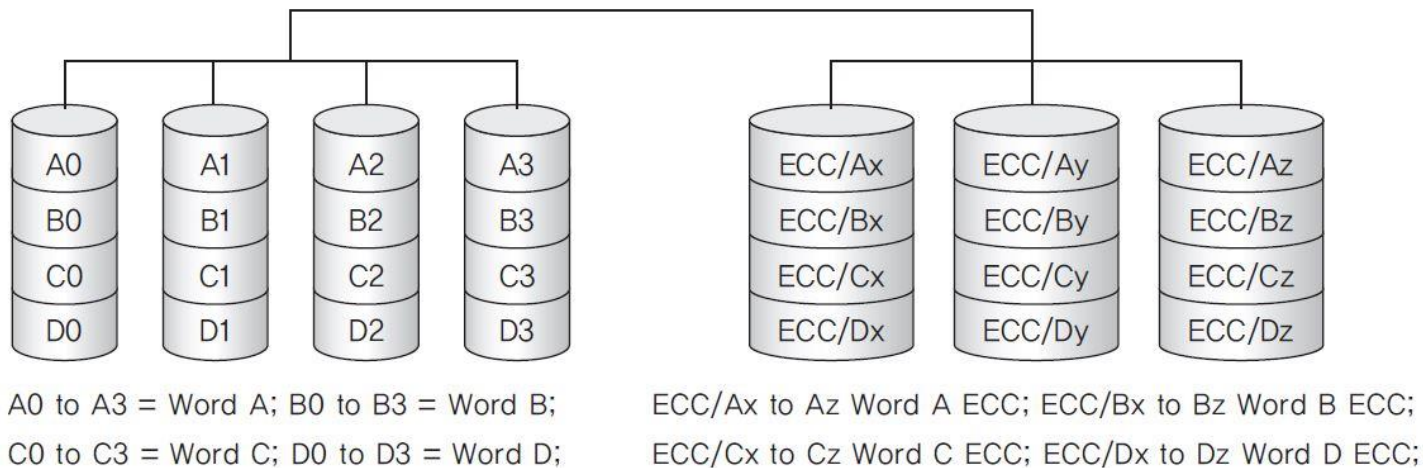 A0 A1 A2 A3 ECC/Ax ECC/Ay ECC/Az
B0 B1 B2 B3 ECC/Bx ECC/By ECC/Bz
C0 C1 C2 C3 ECC/Cx ECC/Cy ECC/Cz
D0 D1 D2 D3 ECC/Dx ECC/Dy ECC/Dz
A0 to A3 = Word A; B0 to B3 = Word B;
C0 to C3 = Word C; D0 to D3 = Word D;
ECC/Ax to Az Word A ECC; ECC/Bx to Bz Word B ECC;
ECC/Cx to Cz Word C ECC; ECC/Dx to Dz Word D ECC;